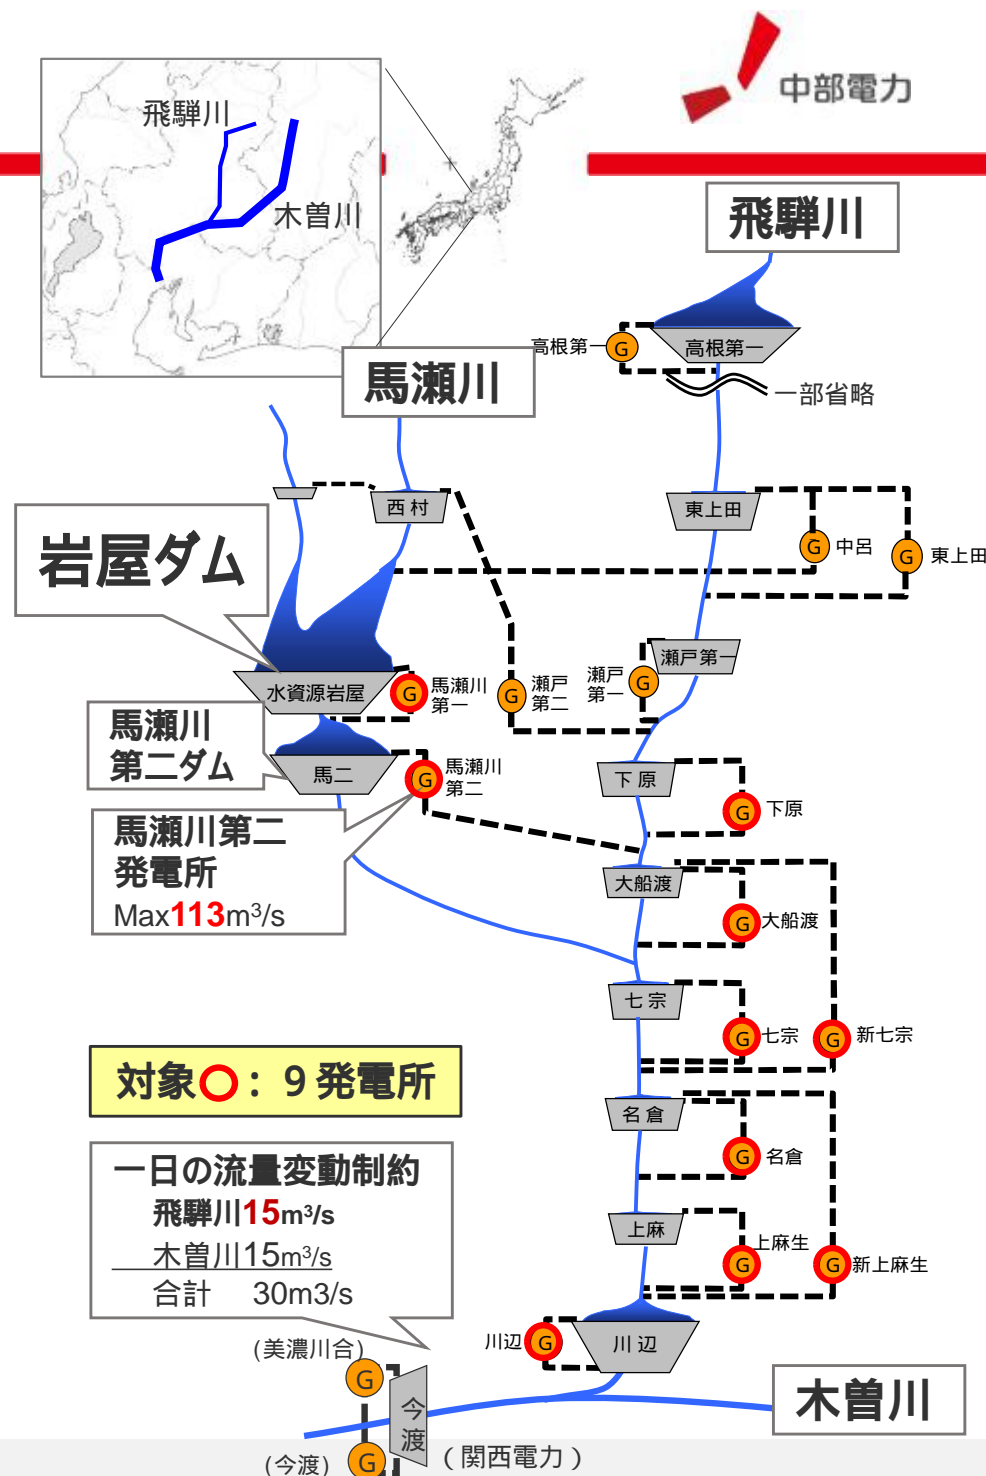 中部電力
飛騨川
木曽川
飛騨川
高根第一
G
高根第一
一部省略
馬瀬川
西村
東上田
G
中呂
G
東上田
岩屋ダム
瀬戸第一
水資源岩屋
G
馬瀬川
第一
G
瀬戸
第二
瀬戸
第一
G
馬瀬川
第二ダム
馬二
G
馬瀬川
第二
下原
G
下原
馬瀬川第二
発電所
Max113m³/s
大船渡
G
大船渡
七宗
G
七宗
G
新七宗
対象○:9発電所
名倉
G
名倉
一日の流量変動制約
飛騨川15m³/s
木曽川15m³/s
合計 30m3/s
上麻
G
上麻生
G
新上麻生
川辺
G
川辺
(美濃川合)
G
今渡
木曽川
(今渡)
G
(関西電力)